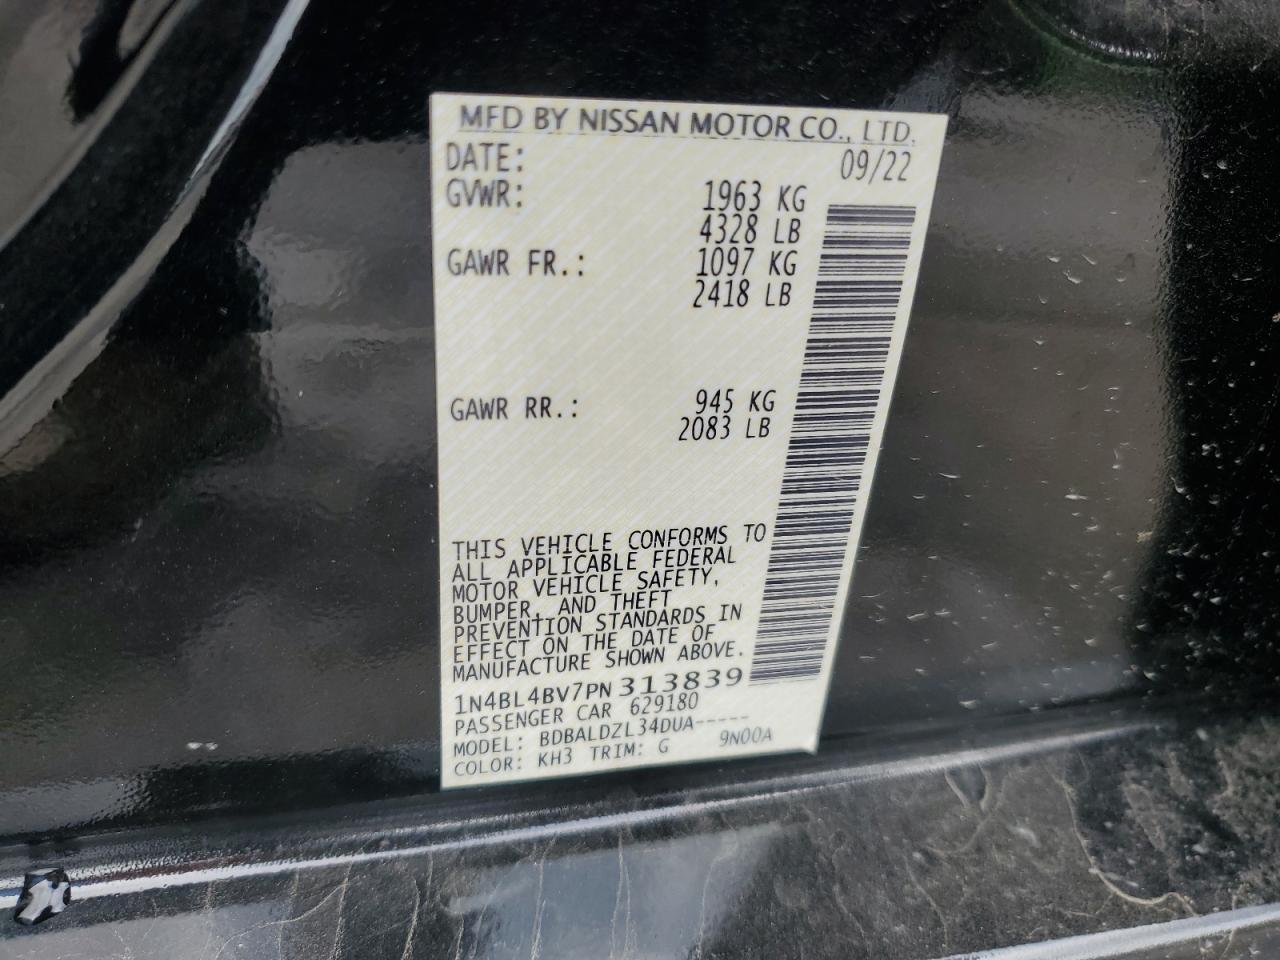 MFD BY NISSAN MOTOR CO., LTD.
DATE: 09/22
GVWR: 1963 KG
4328 LB
GAWR FR.: 1097 KG
2418 LB
GAWR RR.: 945 KG
2083 LB
THIS VEHICLE CONFORMS TO
ALL APPLICABLE FEDERAL
MOTOR VEHICLE SAFETY,
BUMPER, AND THEFT
PREVENTION STANDARDS IN
EFFECT ON THE DATE OF
MANUFACTURE SHOWN ABOVE.
1N4BL4BV7PN313839
PASSENGER CAR 629180
MODEL: BDBALDZL34DUA-----
COLOR: KH3 TRIM: G 9N00A